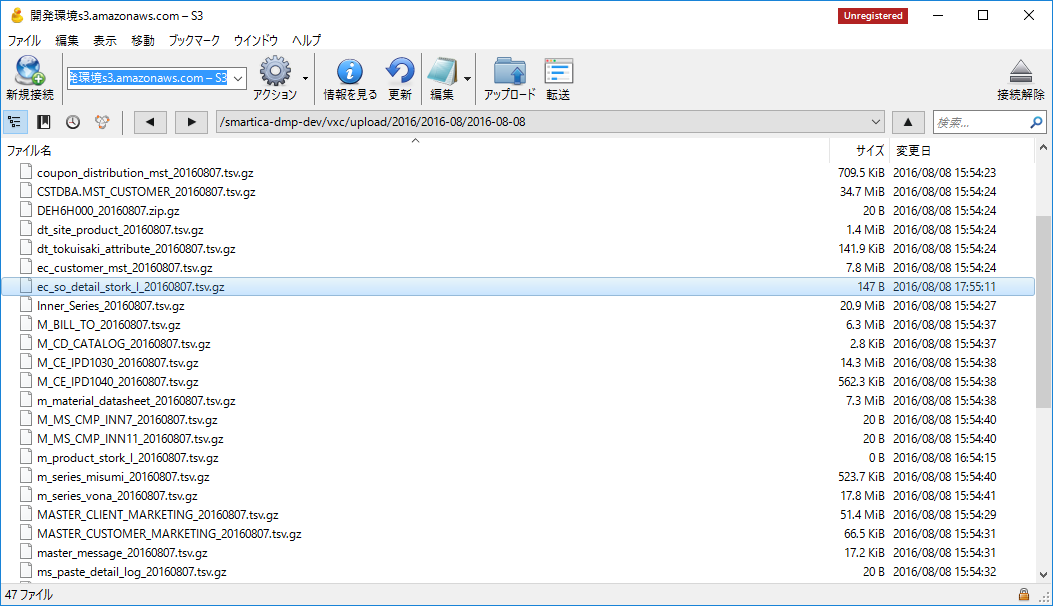 開発環境s3.amazonaws.com – S3
Unregistered
ファイル 編集 表示 移動 ブックマーク ウインドウ ヘルプ
発環境s3.amazonaws.com – S3
新規接続 アクション 情報を見る 更新 編集 アップロード 転送 接続解除
/smartica-dmp-dev/vxc/upload/2016/2016-08/2016-08-08
検索...
ファイル名 サイズ 変更日
coupon_distribution_mst_20160807.tsv.gz 709.5 KiB 2016/08/08 15:54:23
CSTDBA.MST_CUSTOMER_20160807.tsv.gz 34.7 MiB 2016/08/08 15:54:24
DEH6H000_20160807.zip.gz 20 B 2016/08/08 15:54:24
dt_site_product_20160807.tsv.gz 1.4 MiB 2016/08/08 15:54:24
dt_tokuisaki_attribute_20160807.tsv.gz 141.9 KiB 2016/08/08 15:54:24
ec_customer_mst_20160807.tsv.gz 7.8 MiB 2016/08/08 15:54:24
ec_so_detail_stork_l_20160807.tsv.gz 147 B 2016/08/08 17:55:11
Inner_Series_20160807.tsv.gz 20.9 MiB 2016/08/08 15:54:27
M_BILL_TO_20160807.tsv.gz 6.3 MiB 2016/08/08 15:54:37
M_CD_CATALOG_20160807.tsv.gz 2.8 KiB 2016/08/08 15:54:37
M_CE_IPD1030_20160807.tsv.gz 14.3 MiB 2016/08/08 15:54:38
M_CE_IPD1040_20160807.tsv.gz 562.3 KiB 2016/08/08 15:54:38
m_material_datasheet_20160807.tsv.gz 7.3 MiB 2016/08/08 15:54:38
M_MS_CMP_INN7_20160807.tsv.gz 20 B 2016/08/08 15:54:40
M_MS_CMP_INN11_20160807.tsv.gz 20 B 2016/08/08 15:54:40
m_product_stork_l_20160807.tsv.gz 0 B 2016/08/08 16:54:15
m_series_misumi_20160807.tsv.gz 523.7 KiB 2016/08/08 15:54:40
m_series_vona_20160807.tsv.gz 17.8 MiB 2016/08/08 15:54:41
MASTER_CLIENT_MARKETING_20160807.tsv.gz 51.4 MiB 2016/08/08 15:54:29
MASTER_CUSTOMER_MARKETING_20160807.tsv.gz 66.5 KiB 2016/08/08 15:54:31
master_message_20160807.tsv.gz 17.2 KiB 2016/08/08 15:54:31
ms_paste_detail_log_20160807.tsv.gz 20 B 2016/08/08 15:54:32
47 ファイル